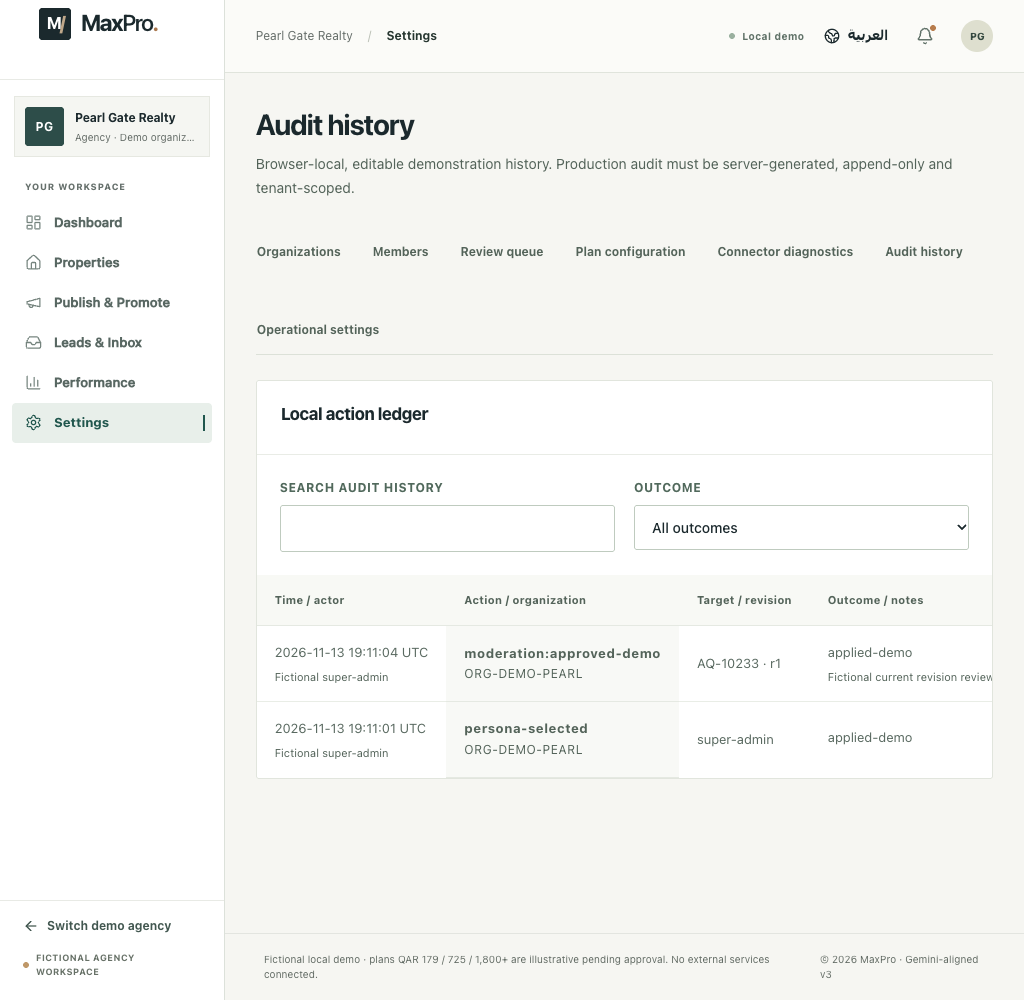 MaxPro.
Pearl Gate Realty / Settings
Local demo
العربية
PG
PG
Pearl Gate Realty
Agency · Demo organiz...
YOUR WORKSPACE
Dashboard
Properties
Publish & Promote
Leads & Inbox
Performance
Settings
Switch demo agency
FICTIONAL AGENCY
WORKSPACE
Audit history
Browser-local, editable demonstration history. Production audit must be server-generated, append-only and
tenant-scoped.
Organizations Members Review queue Plan configuration Connector diagnostics Audit history
Operational settings
Local action ledger
SEARCH AUDIT HISTORY OUTCOME
All outcomes
Time / actor Action / organization Target / revision Outcome / notes
2026-11-13 19:11:04 UTC moderation:approved-demo AQ-10233 · r1 applied-demo
Fictional super-admin ORG-DEMO-PEARL Fictional current revision review
2026-11-13 19:11:01 UTC persona-selected super-admin applied-demo
Fictional super-admin ORG-DEMO-PEARL
Fictional local demo · plans QAR 179 / 725 / 1,800+ are illustrative pending approval. No external services
connected.
© 2026 MaxPro · Gemini-aligned
v3